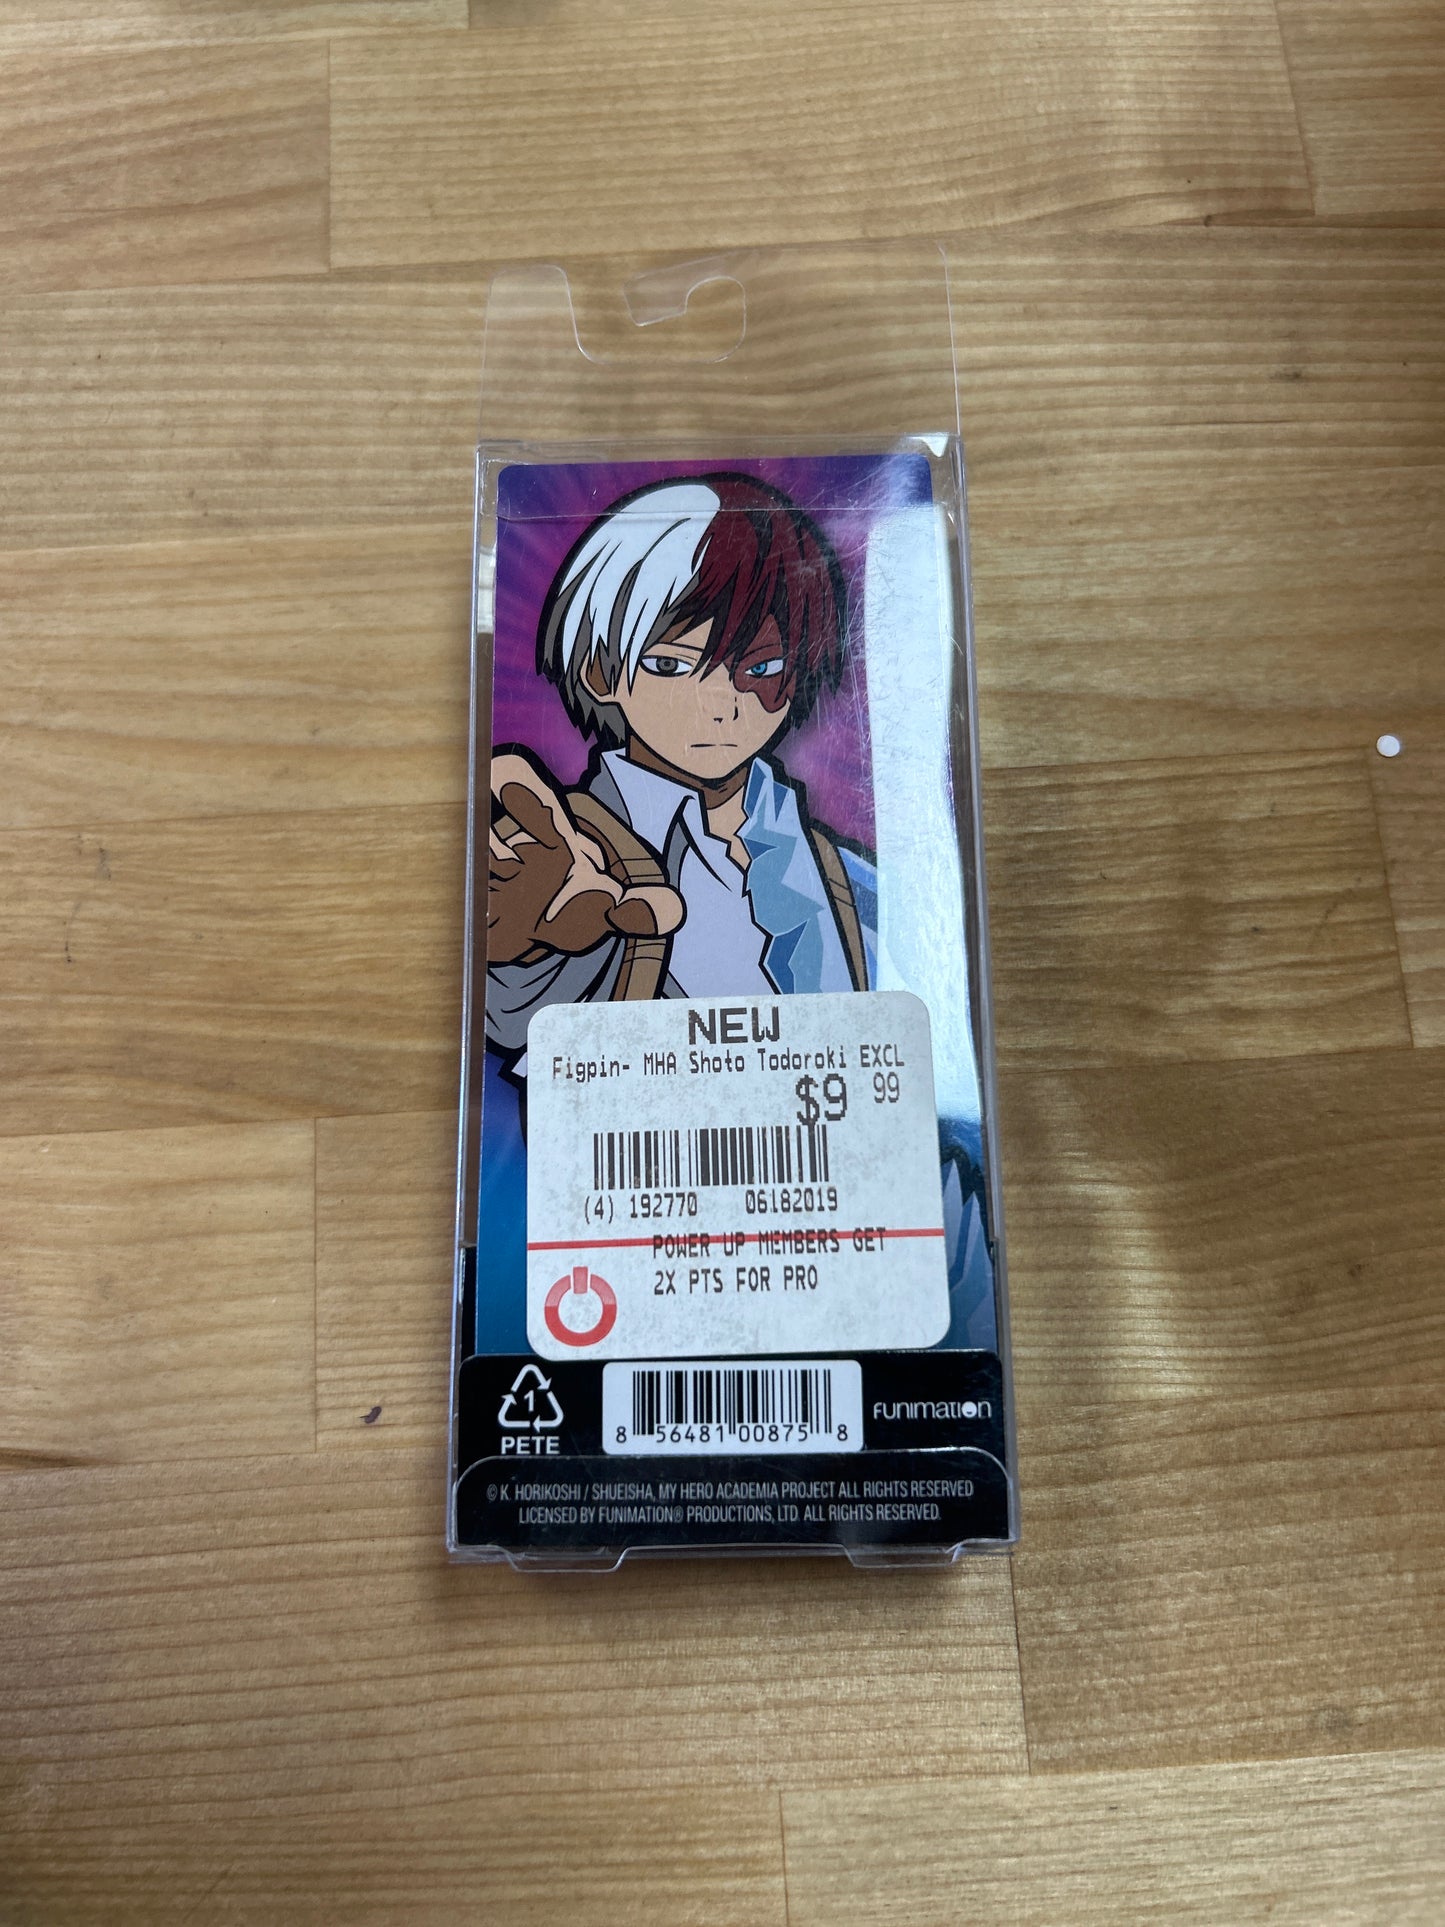 NEW
Figpin- MHA Shoto Todoroki EXCL
$9 99
(4) 192770 06182019
POWER UP MEMBERS GET
2X PTS FOR PRO
1
PETE
8 56481 00875 8
FUNIMATION
© K. HORIKOSHI / SHUEISHA, MY HERO ACADEMIA PROJECT ALL RIGHTS RESERVED
LICENSED BY FUNIMATION® PRODUCTIONS, LTD. ALL RIGHTS RESERVED.